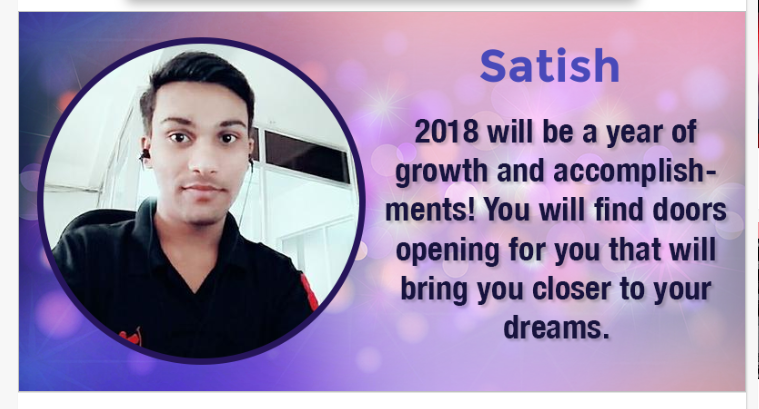 Satish
2018 will be a year of
growth and accomplish-
ments! You will find doors
opening for you that will
bring you closer to your
dreams.